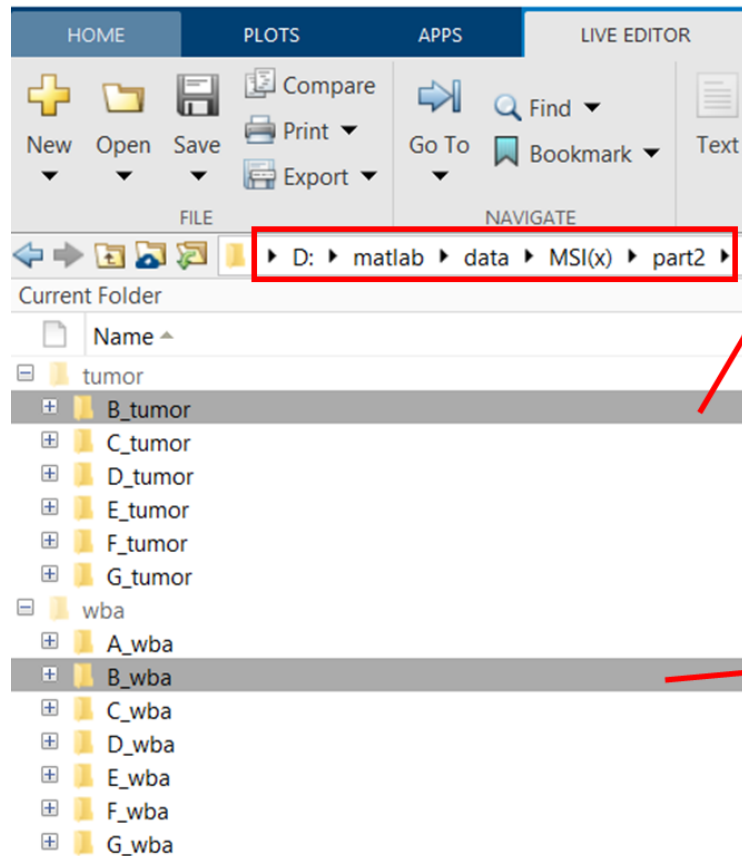 HOME PLOTS APPS LIVE EDITOR
Compare
Find
New Open Save Print Go To Text
Bookmark
Export
FILE NAVIGATE
D: matlab data MSI(x) part2
Current Folder
Name
tumor
B_tumor
C_tumor
D_tumor
E_tumor
F_tumor
G_tumor
wba
A_wba
B_wba
C_wba
D_wba
E_wba
F_wba
G_wba